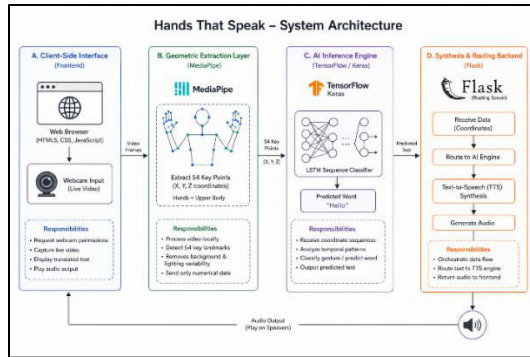 Hands That Speak – System Architecture
A. Client-Side Interface
(Frontend)
Web Browser
(HTML5, CSS, JavaScript)
Webcam Input
(Live Video)
Responsibilities
• Request webcam permissions
• Capture live video
• Display translated text
• Play audio output
Video
Frames
B. Geometric Extraction Layer
(MediaPipe)
MediaPipe
Extract 54 Key Points
(X, Y, Z coordinates)
Hands + Upper Body
Responsibilities
• Process video locally
• Detect 54 key landmarks
• Removes background &
lighting variability
• Send only numerical data
54 Key
Points
(X, Y, Z)
C. AI Inference Engine
(TensorFlow / Keras)
TensorFlow
Keras
LSTM Sequence Classifier
Predicted Word
"Hello"
Responsibilities
• Receive coordinate sequences
• Analyze temporal patterns
• Classify gesture / predict word
• Output predicted text
Predicted
Text
D. Synthesis & Routing Backend
(Flask)
Flask
(Routing Server)
Receive Data
(Coordinates)
Route to AI Engine
Text-to-Speech (TTS)
Synthesis
Generate Audio
Responsibilities
• Orchestrate data flow
• Route text to TTS engine
• Return audio to frontend
Audio Output
(Play on Speakers)